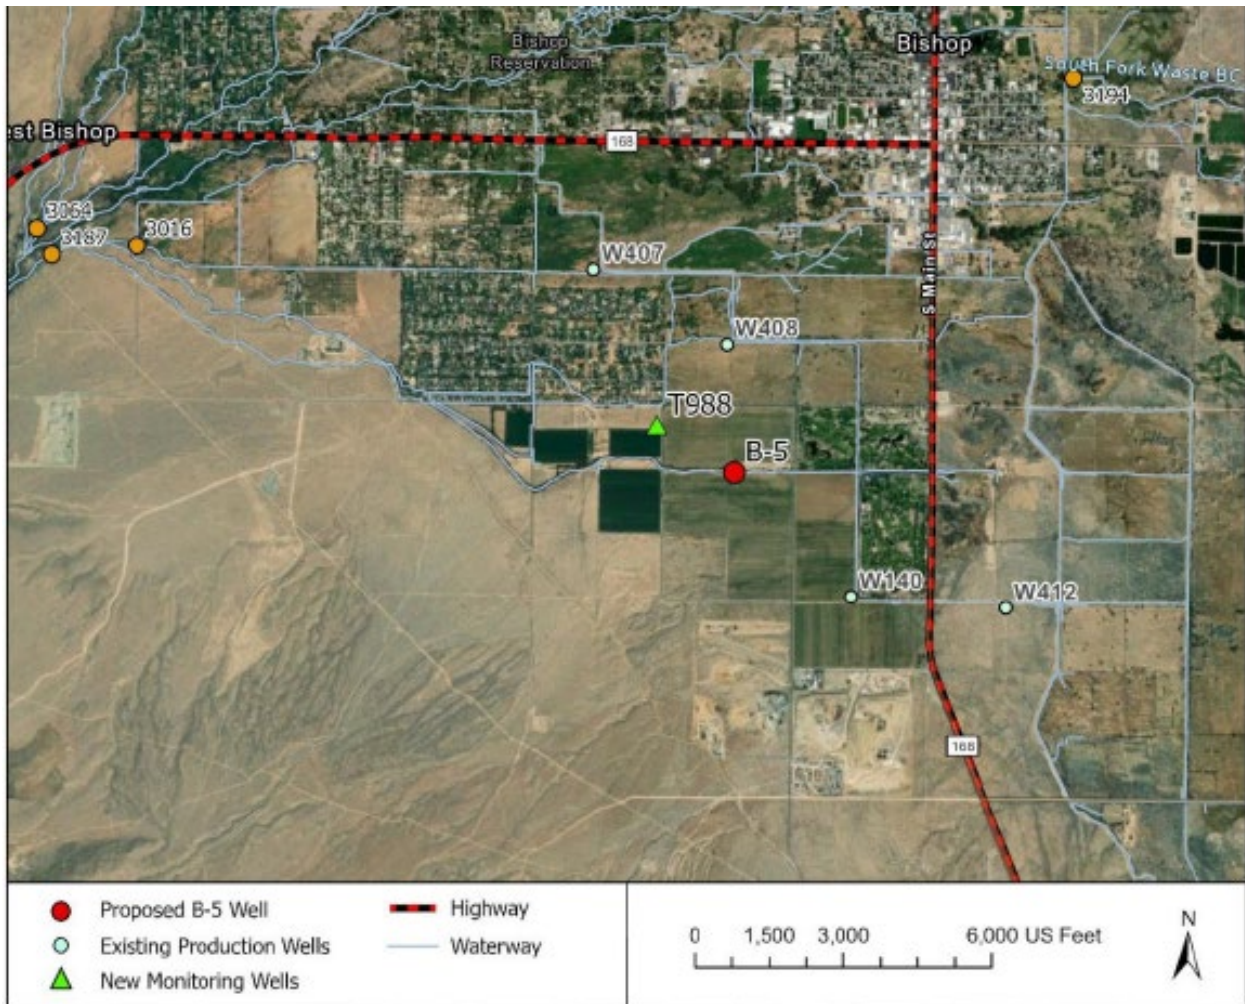 Bishop
Reservation
Bishop
South Fork Waste BC
3194
est Bishop
168
3064
3187
3016
W407
S Main St
W408
T988
B-5
W140
W412
168
Proposed B-5 Well
Existing Production Wells
New Monitoring Wells
Highway
Waterway
0 1,500 3,000 6,000 US Feet
N